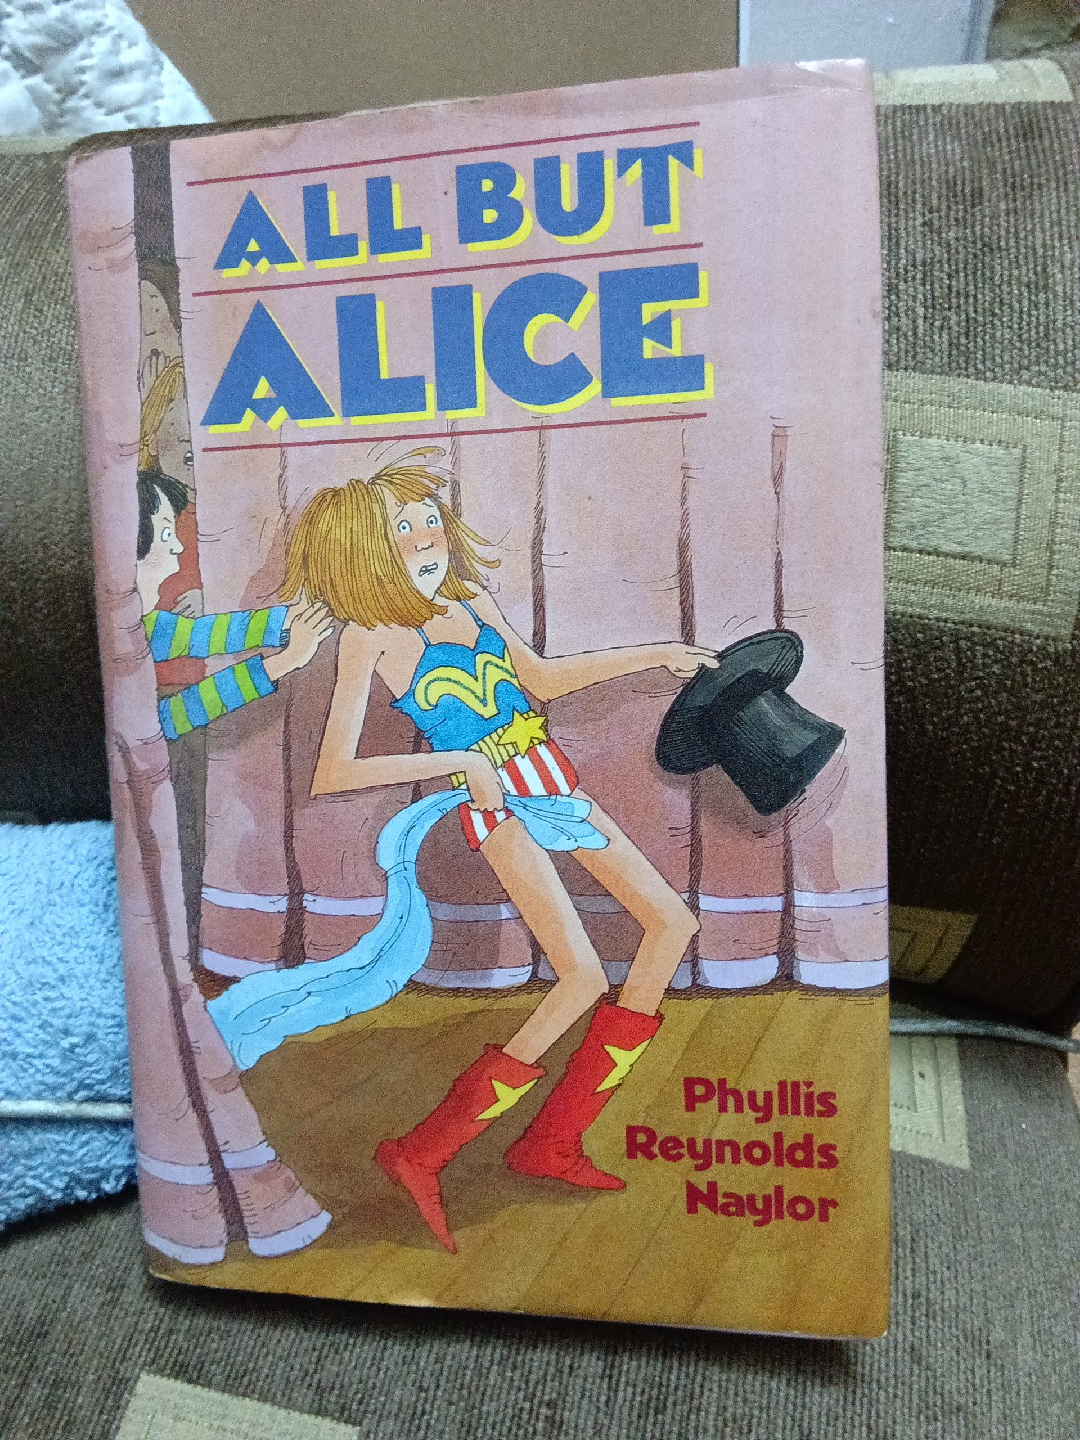 ALL BUT
ALICE
Phyllis
Reynolds
Naylor